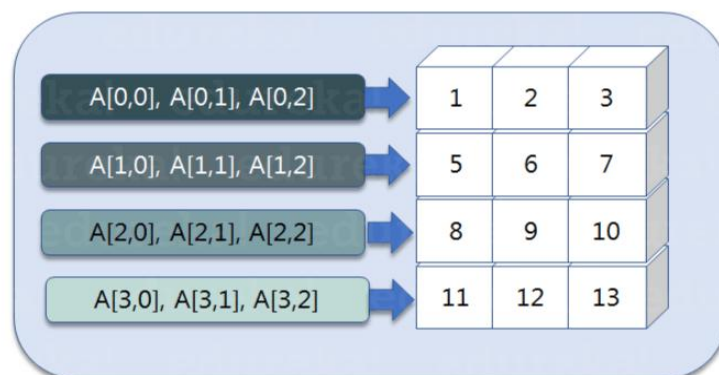 A[0,0], A[0,1], A[0,2] 1 2 3
A[1,0], A[1,1], A[1,2] 5 6 7
A[2,0], A[2,1], A[2,2] 8 9 10
A[3,0], A[3,1], A[3,2] 11 12 13